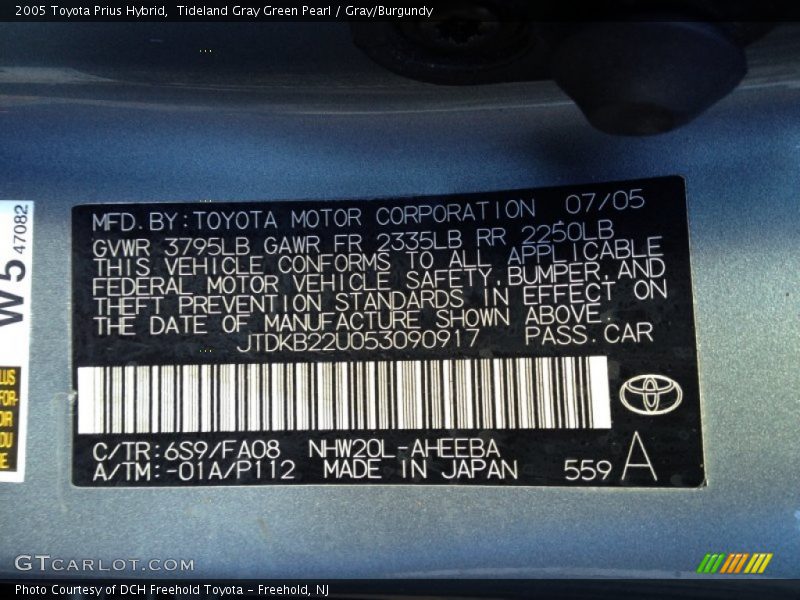 2005 Toyota Prius Hybrid,  Tideland Gray Green Pearl / Gray/Burgundy
MFD. BY: TOYOTA MOTOR CORPORATION 07/05
GVWR 3795LB GAWR FR 2335LB RR 2250LB
THIS VEHICLE CONFORMS TO ALL APPLICABLE
FEDERAL MOTOR VEHICLE SAFETY, BUMPER, AND
THEFT PREVENTION STANDARDS IN EFFECT ON
THE DATE OF MANUFACTURE SHOWN ABOVE.
JTDKB22U053090917 PASS. CAR
C/TR: 6S9/FA08 NHW20L-AHEEBA
A/TM: -01A/P112 MADE IN JAPAN 559 A
W5 47082
GTCARLOT.COM
Photo Courtesy of DCH Freehold Toyota - Freehold, NJ